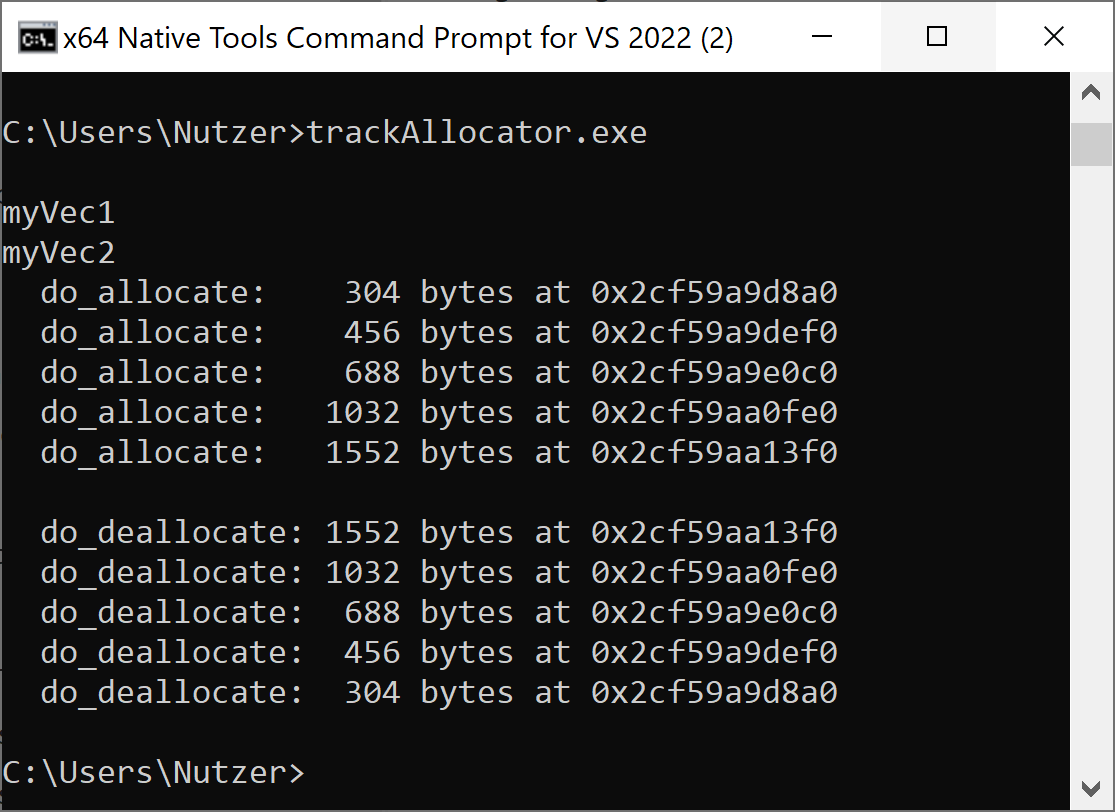 x64 Native Tools Command Prompt for VS 2022 (2)
C:\Users\Nutzer>trackAllocator.exe
myVec1
myVec2
do_allocate: 304 bytes at 0x2cf59a9d8a0
do_allocate: 456 bytes at 0x2cf59a9def0
do_allocate: 688 bytes at 0x2cf59a9e0c0
do_allocate: 1032 bytes at 0x2cf59aa0fe0
do_allocate: 1552 bytes at 0x2cf59aa13f0
do_deallocate: 1552 bytes at 0x2cf59aa13f0
do_deallocate: 1032 bytes at 0x2cf59aa0fe0
do_deallocate: 688 bytes at 0x2cf59a9e0c0
do_deallocate: 456 bytes at 0x2cf59a9def0
do_deallocate: 304 bytes at 0x2cf59a9d8a0
C:\Users\Nutzer>